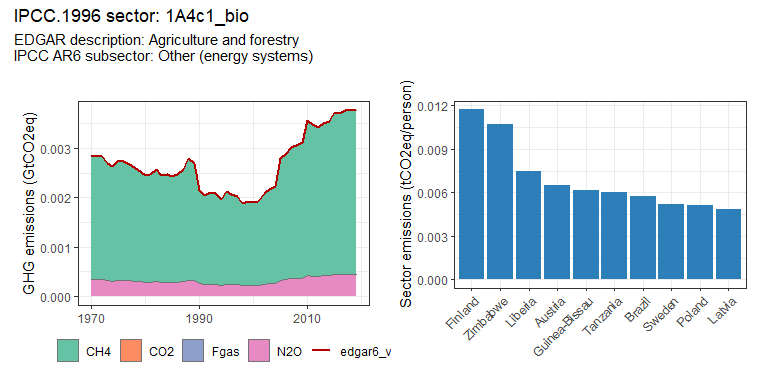 IPCC.1996 sector: 1A4c1_bio
EDGAR description: Agriculture and forestry
IPCC AR6 subsector: Other (energy systems)
GHG emissions (GtCO2eq)
0.003
0.002
0.001
0.000
1970
1990
2010
CH4
CO2
Fgas
N2O
edgar6_v
Sector emissions (tCO2eq/person)
0.012
0.009
0.006
0.003
0.000
Finland
Zimbabwe
Liberia
Austria
Guinea-Bissau
Tanzania
Brazil
Sweden
Poland
Latvia